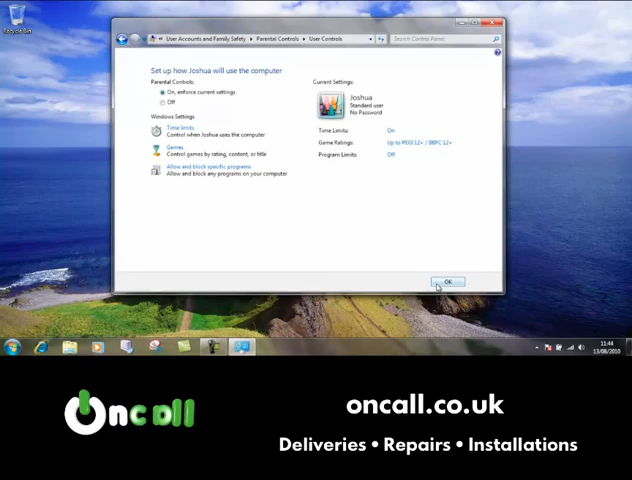 Recycle Bin
« User Accounts and Family Safety ▸ Parental Controls ▸ User Controls
Search Control Panel
Set up how Joshua will use the computer
Parental Controls:
On, enforce current settings
Off
Windows Settings
Time limits
Control when Joshua uses the computer
Games
Control games by rating, content, or title
Allow and block specific programs
Allow and block any programs on your computer
Current Settings:
Joshua
Standard user
No Password
Time Limits: On
Game Ratings: Up to PEGI 12+ / BBFC 12+
Program Limits: Off
OK
11:44
13/08/2010
Oncall
oncall.co.uk
Deliveries • Repairs • Installations